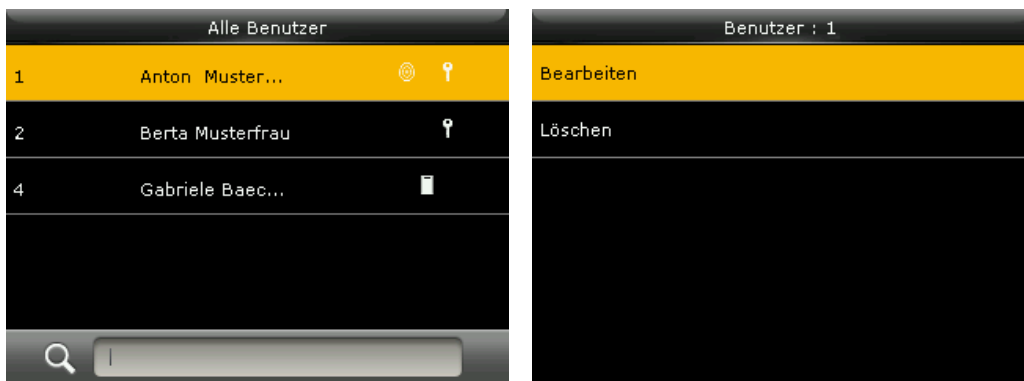 Alle Benutzer
1 Anton Muster...
2 Berta Musterfrau
4 Gabriele Baec...
Benutzer : 1
Bearbeiten
Löschen